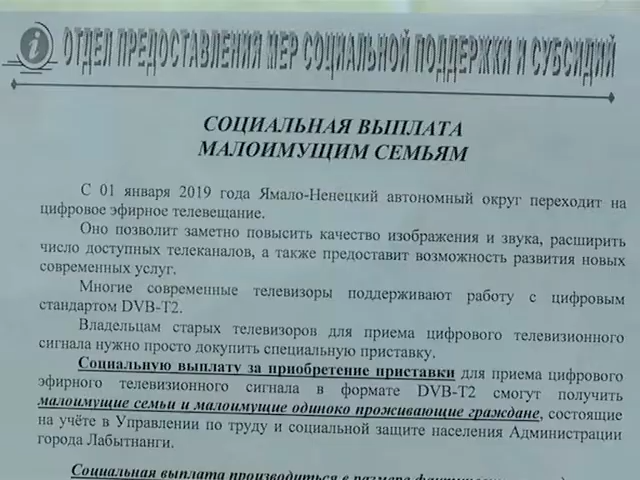 ОТДЕЛ ПРЕДОСТАВЛЕНИЯ МЕР СОЦИАЛЬНОЙ ПОДДЕРЖКИ И СУБСИДИЙ
СОЦИАЛЬНАЯ ВЫПЛАТА
МАЛОИМУЩИМ СЕМЬЯМ
С 01 января 2019 года Ямало-Ненецкий автономный округ переходит на
цифровое эфирное телевещание.
Оно позволит заметно повысить качество изображения и звука, расширить
число доступных телеканалов, а также предоставит возможность развития новых
современных услуг.
Многие современные телевизоры поддерживают работу с цифровым
стандартом DVB-T2.
Владельцам старых телевизоров для приема цифрового телевизионного
сигнала нужно просто докупить специальную приставку.
Социальную выплату за приобретение приставки для приема цифрового
эфирного телевизионного сигнала в формате DVB-T2 смогут получить
малоимущие семьи и малоимущие одиноко проживающие граждане, состоящие
на учёте в Управлении по труду и социальной защите населения Администрации
города Лабытнанги.
Социальная выплата производиться в размере